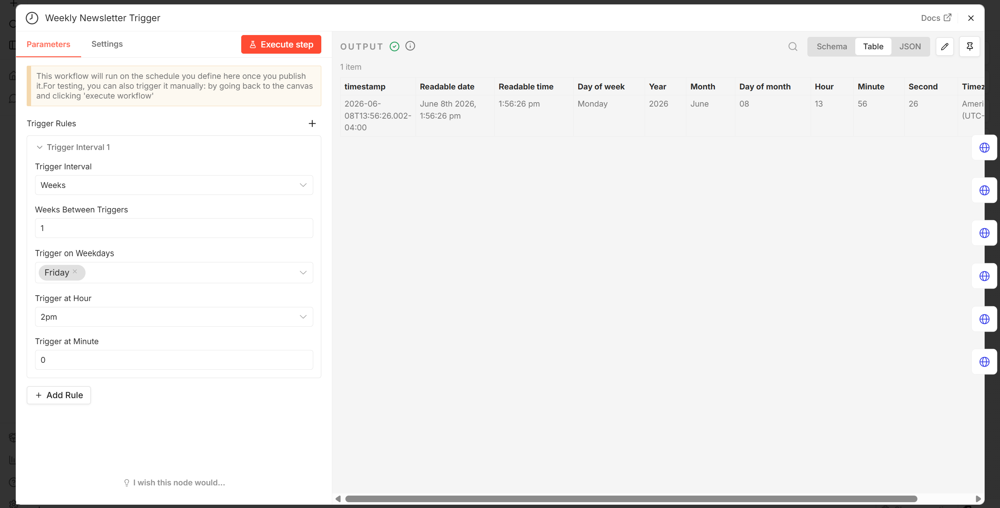 Weekly Newsletter Trigger
Docs
Parameters
Settings
Execute step
This workflow will run on the schedule you define here once you publish
it.For testing, you can also trigger it manually: by going back to the canvas
and clicking 'execute workflow'
Trigger Rules
Trigger Interval 1
Trigger Interval
Weeks
Weeks Between Triggers
1
Trigger on Weekdays
Friday
Trigger at Hour
2pm
Trigger at Minute
0
Add Rule
I wish this node would...
OUTPUT
Schema
Table
JSON
1 item
timestamp Readable date Readable time Day of week Year Month Day of month Hour Minute Second Timez
2026-06- June 8th 2026, 1:56:26 pm Monday 2026 June 08 13 56 26 Ameri
08T13:56:26.002- 1:56:26 pm (UTC-
04:00